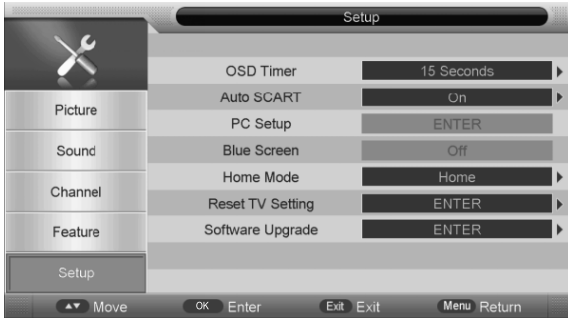 Setup
OSD Timer 15 Seconds
Auto SCART On
PC Setup ENTER
Blue Screen Off
Home Mode Home
Reset TV Setting ENTER
Software Upgrade ENTER
Picture
Sound
Channel
Feature
Setup
Move OK Enter Exit Exit Menu Return